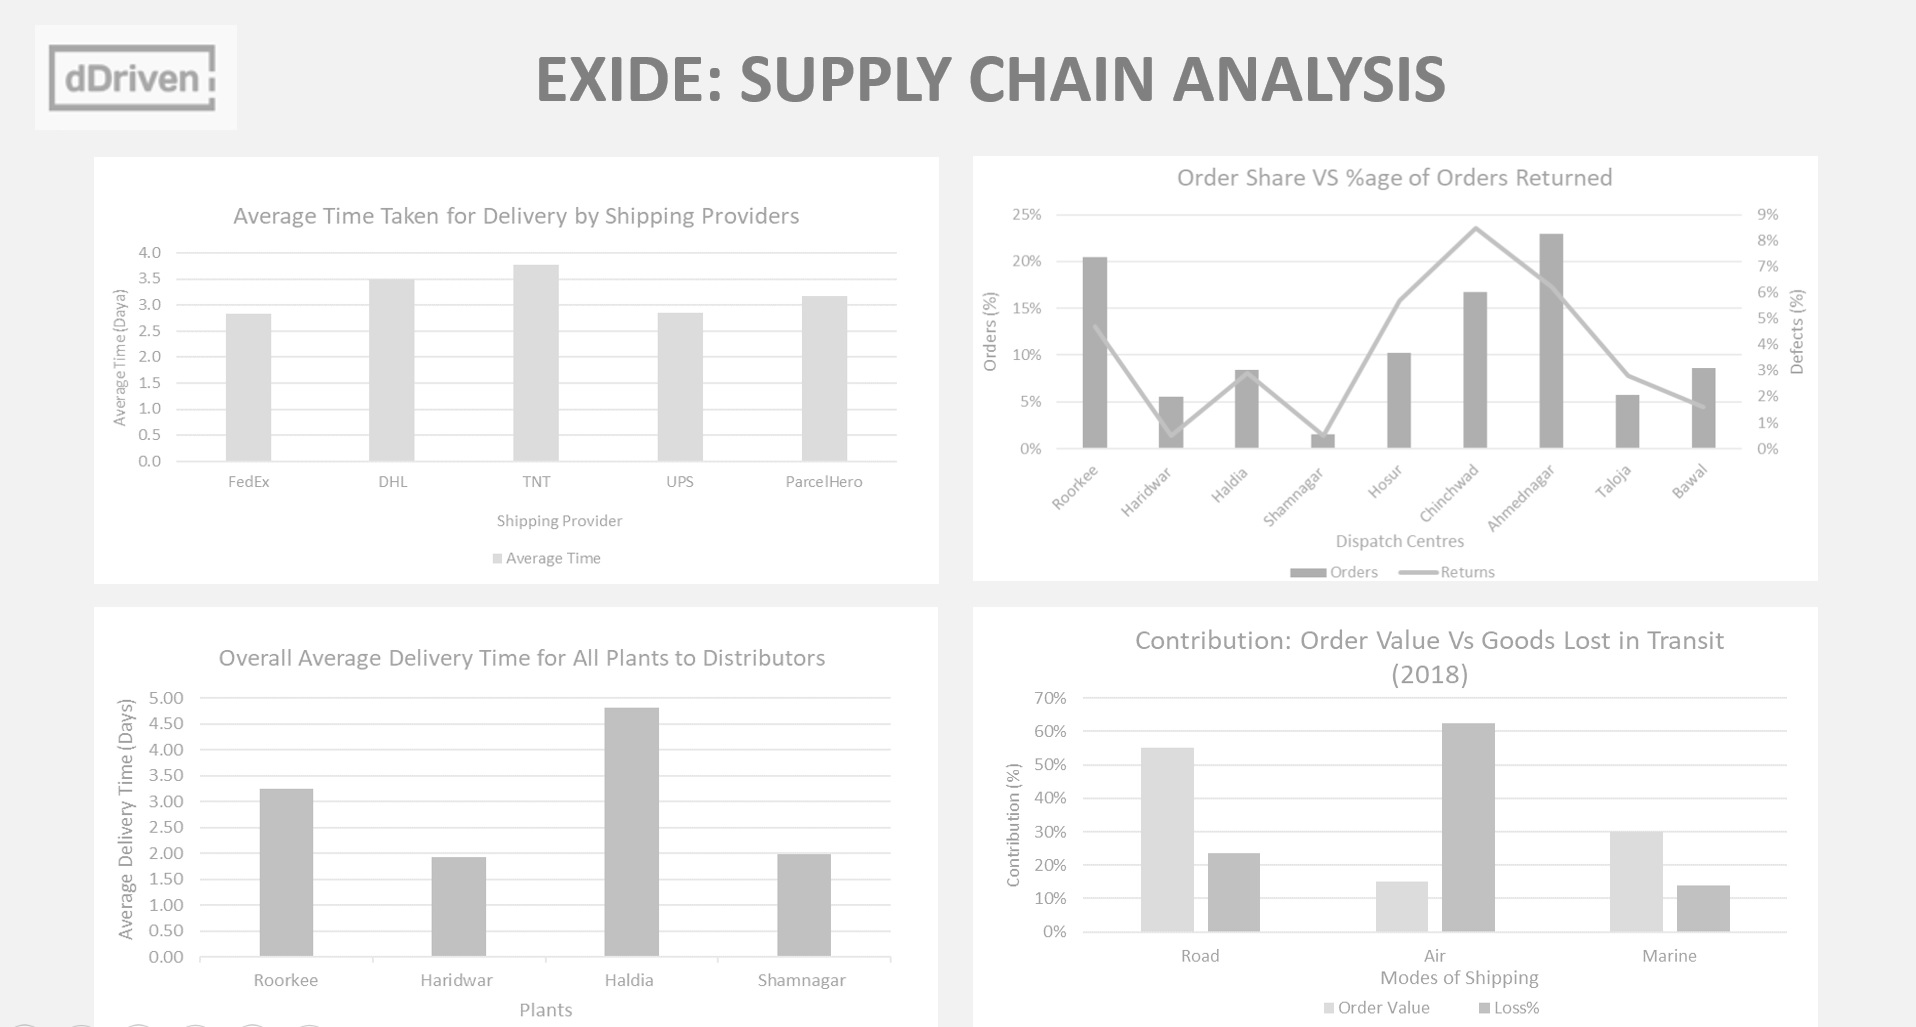 dDriven
EXIDE: SUPPLY CHAIN ANALYSIS
Average Time Taken for Delivery by Shipping Providers
Average Time (Daya)
4.0
3.5
3.0
2.5
2.0
1.5
1.0
0.5
0.0
FedEx DHL TNT UPS ParcelHero
Shipping Provider
Average Time
Order Share VS %age of Orders Returned
Orders (%)
25%
20%
15%
10%
5%
0%
9%
8%
7%
6%
5%
4%
3%
2%
1%
0%
Defects (%)
Roorkee Haridwar Haldia Shamnagar Hosur Chinchwad Ahmednagar Taloja Bawal
Dispatch Centres
Orders Returns
Overall Average Delivery Time for All Plants to Distributors
Average Delivery Time (Days)
5.00
4.50
4.00
3.50
3.00
2.50
2.00
1.50
1.00
0.50
0.00
Roorkee Haridwar Haldia Shamnagar
Plants
Contribution: Order Value Vs Goods Lost in Transit
(2018)
Contribution (%)
70%
60%
50%
40%
30%
20%
10%
0%
Road Air Marine
Modes of Shipping
Order Value Loss%